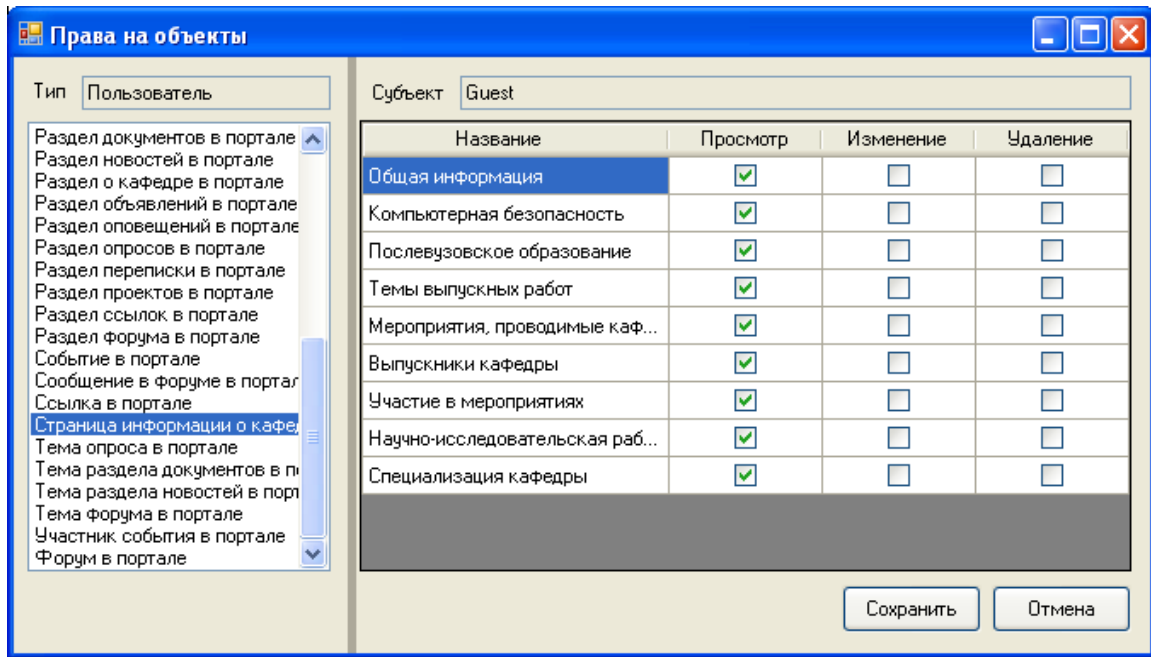 Права на объекты
Тип Пользователь
Раздел документов в портале
Раздел новостей в портале
Раздел о кафедре в портале
Раздел объявлений в портале
Раздел оповещений в портале
Раздел опросов в портале
Раздел переписки в портале
Раздел проектов в портале
Раздел ссылок в портале
Раздел форума в портале
Событие в портале
Сообщение в форуме в портал
Ссылка в портале
Страница информации о кафед
Тема опроса в портале
Тема раздела документов в п
Тема раздела новостей в порт
Тема форума в портале
Участник события в портале
Форум в портале
Субъект Guest
Название Просмотр Изменение Удаление
Общая информация
Компьютерная безопасность
Послевузовское образование
Темы выпускных работ
Мероприятия, проводимые каф...
Выпускники кафедры
Участие в мероприятиях
Научно-исследовательская раб...
Специализация кафедры
Сохранить Отмена